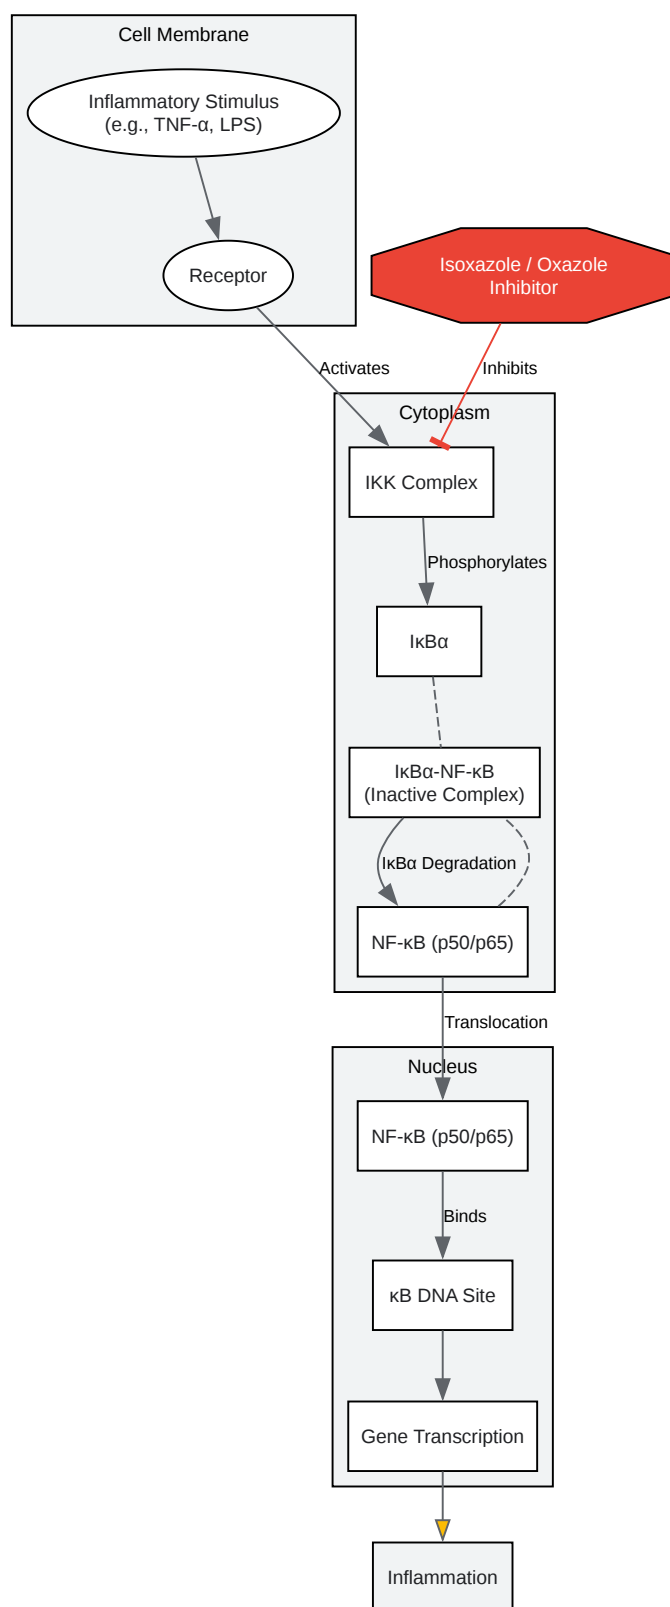 Cell Membrane
Inflammatory Stimulus
(e.g., TNF-α, LPS)
Receptor
Isoxazole / Oxazole
Inhibitor
Activates
Inhibits
Cytoplasm
IKK Complex
Phosphorylates
IκBα
IκBα-NF-κB
(Inactive Complex)
IκBα Degradation
NF-κB (p50/p65)
Translocation
Nucleus
NF-κB (p50/p65)
Binds
κB DNA Site
Gene Transcription
Inflammation